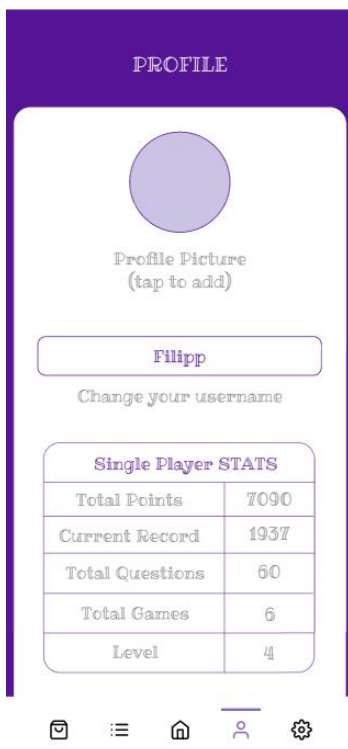 PROFILE
Profile Picture
(tap to add)
Filipp
Change your username
Single Player STATS
Total Points 7090
Current Record 1937
Total Questions 60
Total Games 6
Level 4